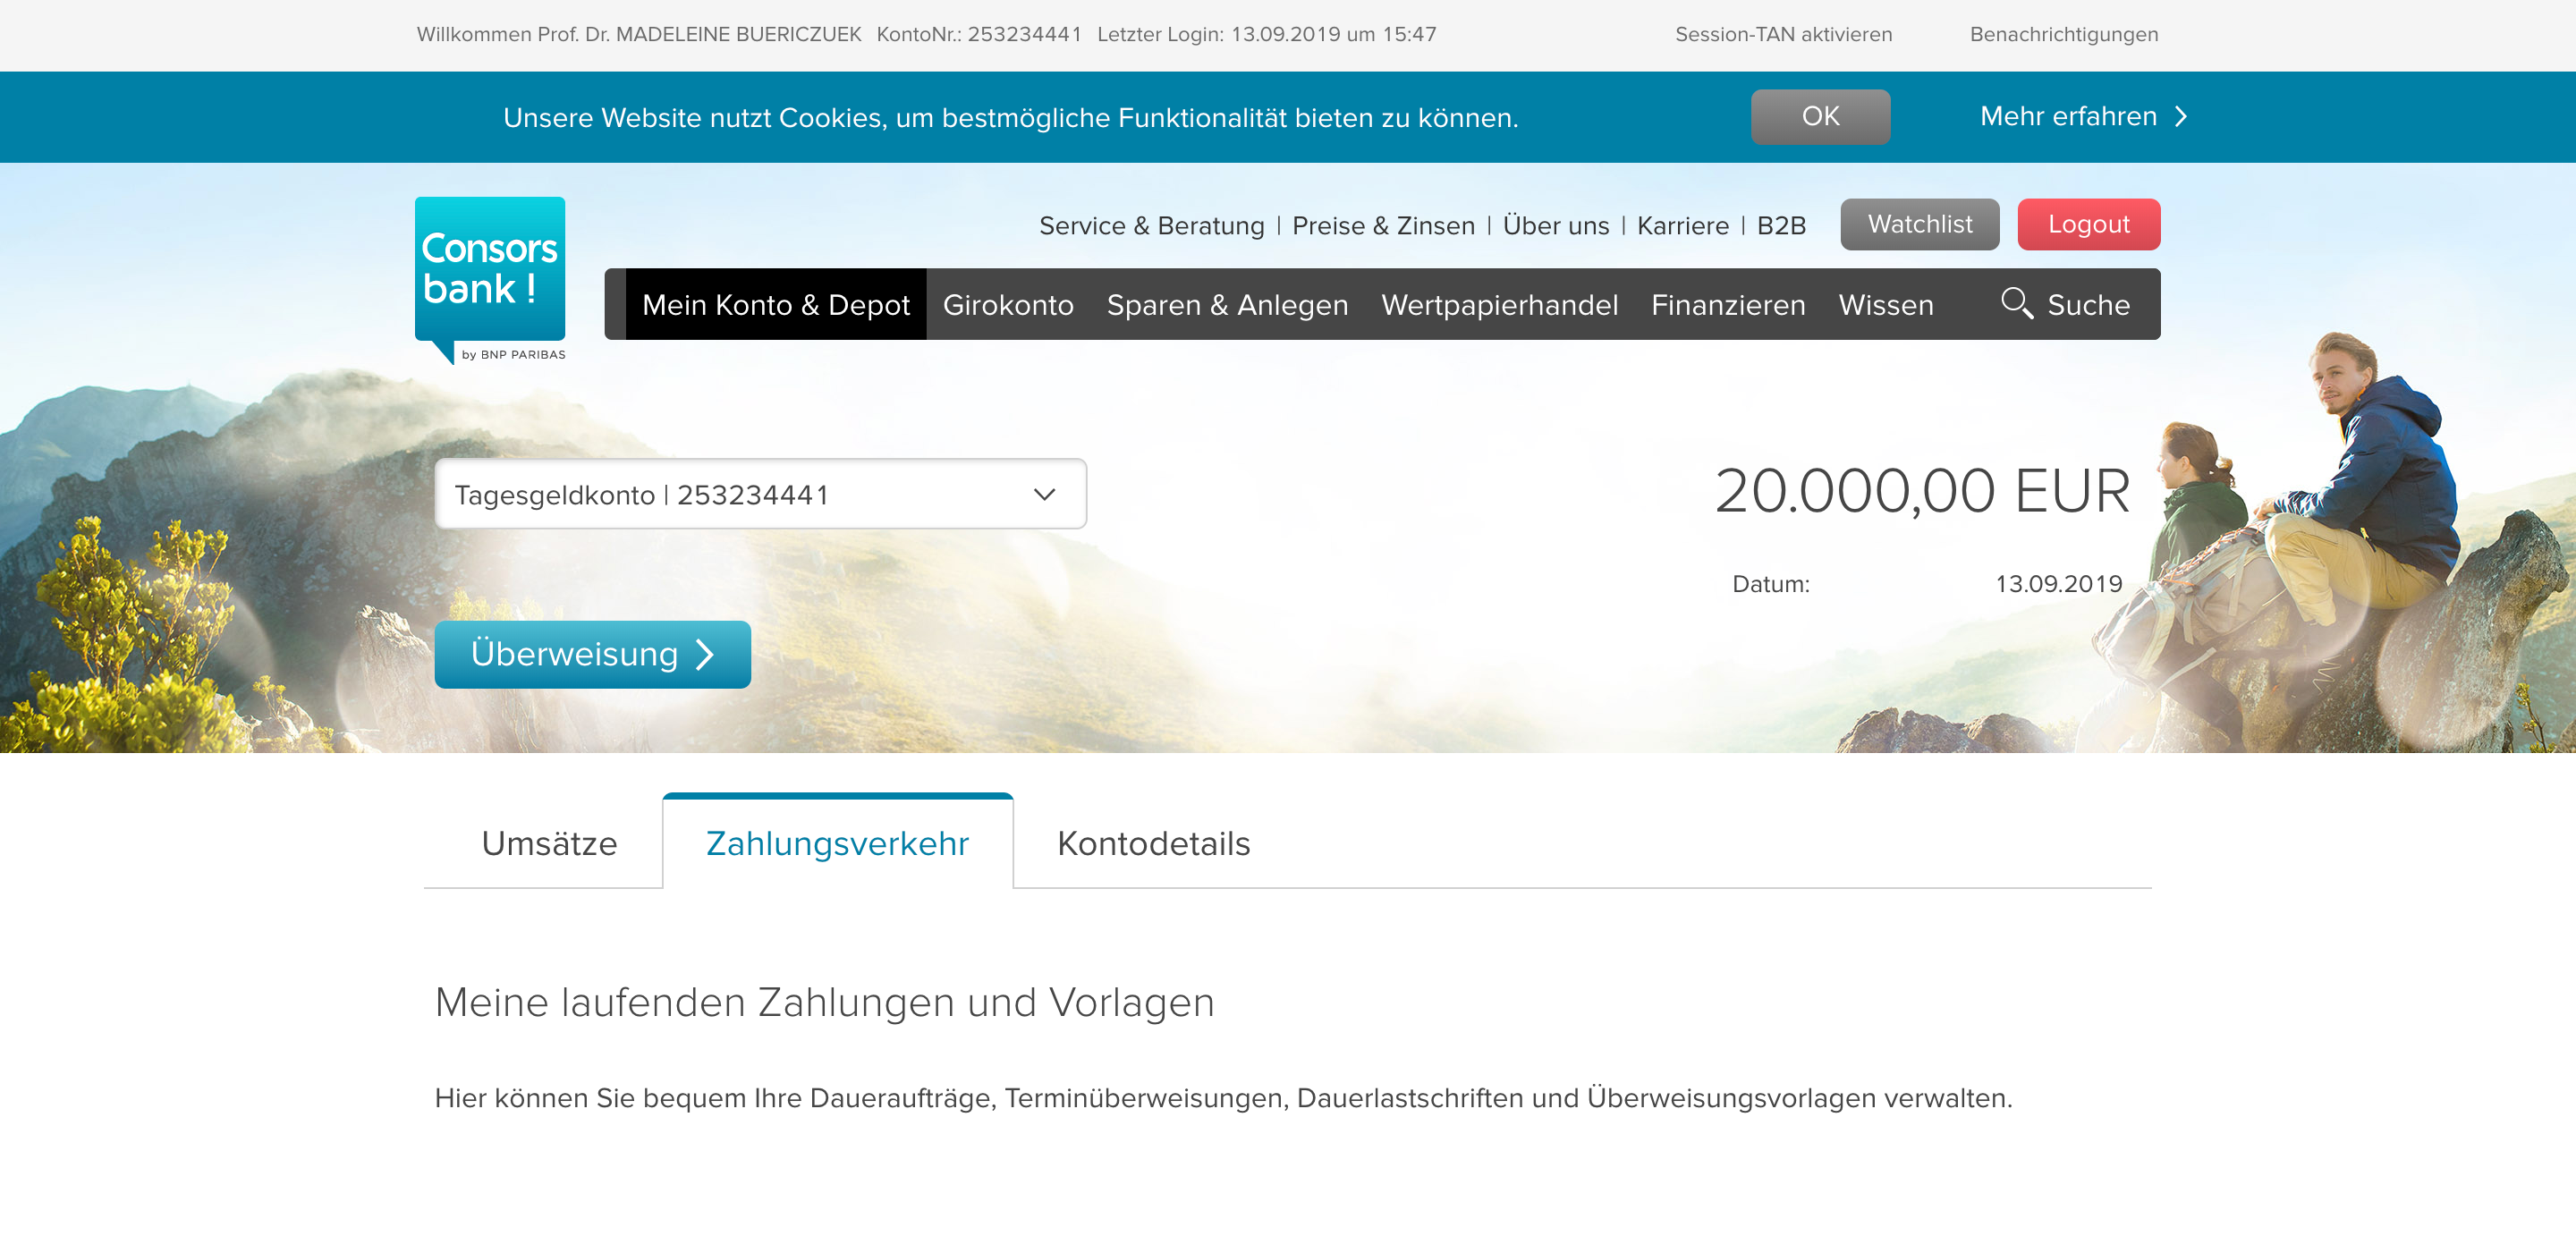 Willkommen Prof. Dr. MADELEINE BUERICZUEK KontoNr.: 253234441 Letzter Login: 13.09.2019 um 15:47 Session-TAN aktivieren Benachrichtigungen
Unsere Website nutzt Cookies, um bestmögliche Funktionalität bieten zu können. OK Mehr erfahren
Consors
bank !
by BNP PARIBAS
Service & Beratung | Preise & Zinsen | Über uns | Karriere | B2B Watchlist Logout
Mein Konto & Depot Girokonto Sparen & Anlegen Wertpapierhandel Finanzieren Wissen Suche
Tagesgeldkonto | 253234441 20.000,00 EUR
Datum: 13.09.2019
Überweisung
Umsätze Zahlungsverkehr Kontodetails
Meine laufenden Zahlungen und Vorlagen
Hier können Sie bequem Ihre Daueraufträge, Terminüberweisungen, Dauerlastschriften und Überweisungsvorlagen verwalten.